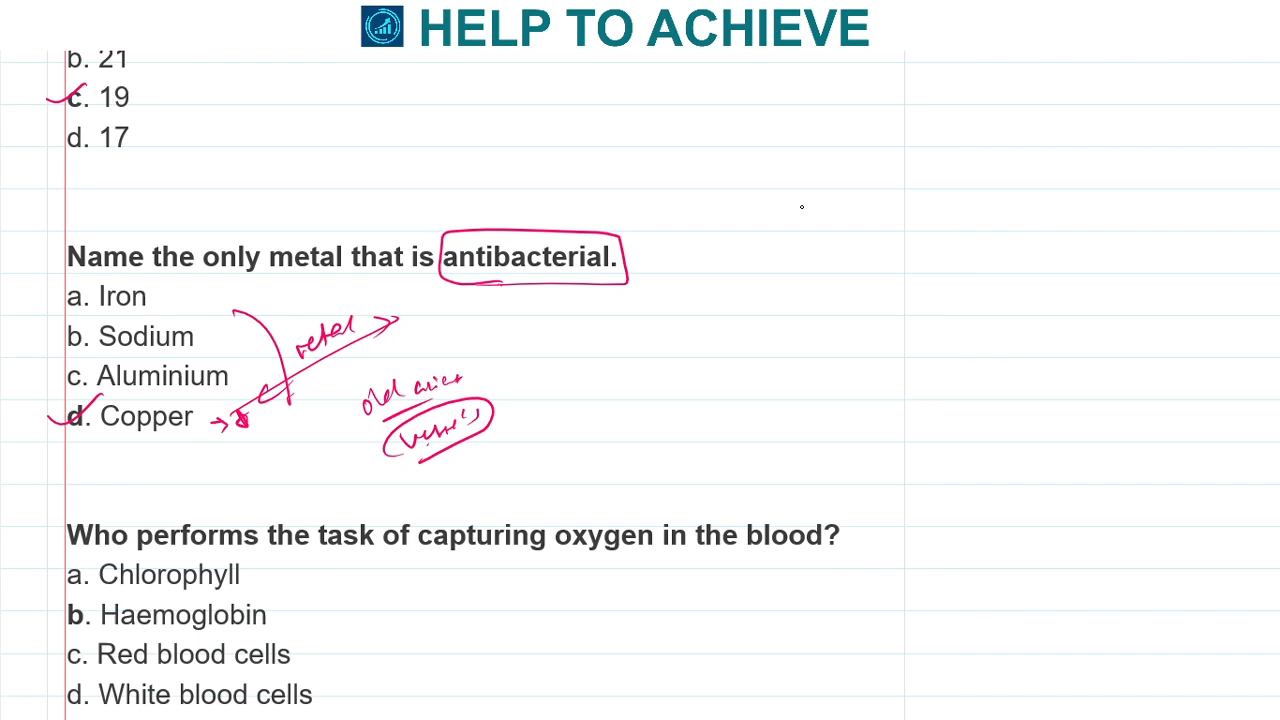 HELP TO ACHIEVE
b. 21
c. 19
d. 17
Name the only metal that is antibacterial.
a. Iron
b. Sodium
c. Aluminium
d. Copper
old
Who performs the task of capturing oxygen in the blood?
a. Chlorophyll
b. Haemoglobin
c. Red blood cells
d. White blood cells